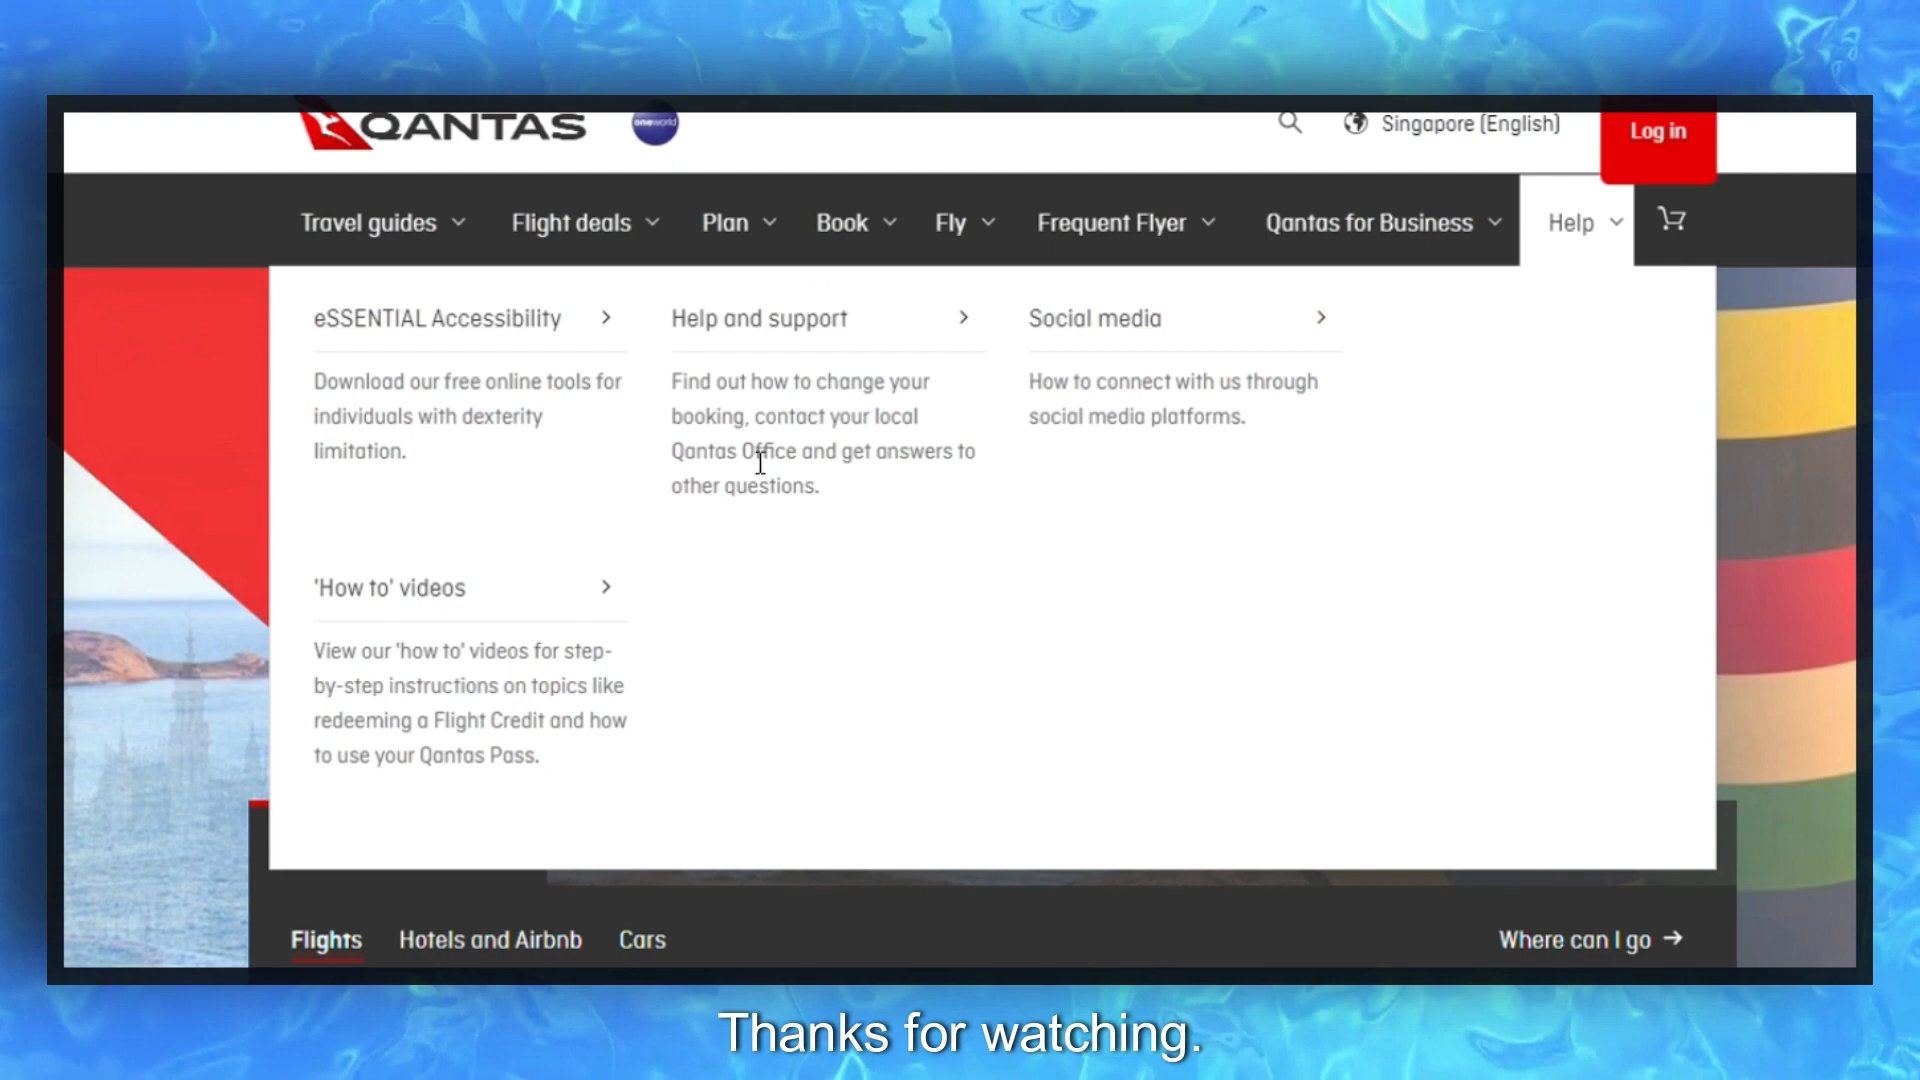 QANTAS
oneworld
Singapore (English)
Log in
Travel guides
Flight deals
Plan
Book
Fly
Frequent Flyer
Qantas for Business
Help
eSSENTIAL Accessibility
Download our free online tools for
individuals with dexterity
limitation.
Help and support
Find out how to change your
booking, contact your local
Qantas Office and get answers to
other questions.
Social media
How to connect with us through
social media platforms.
'How to' videos
View our 'how to' videos for step-
by-step instructions on topics like
redeeming a Flight Credit and how
to use your Qantas Pass.
Flights
Hotels and Airbnb
Cars
Where can I go
Thanks for watching.